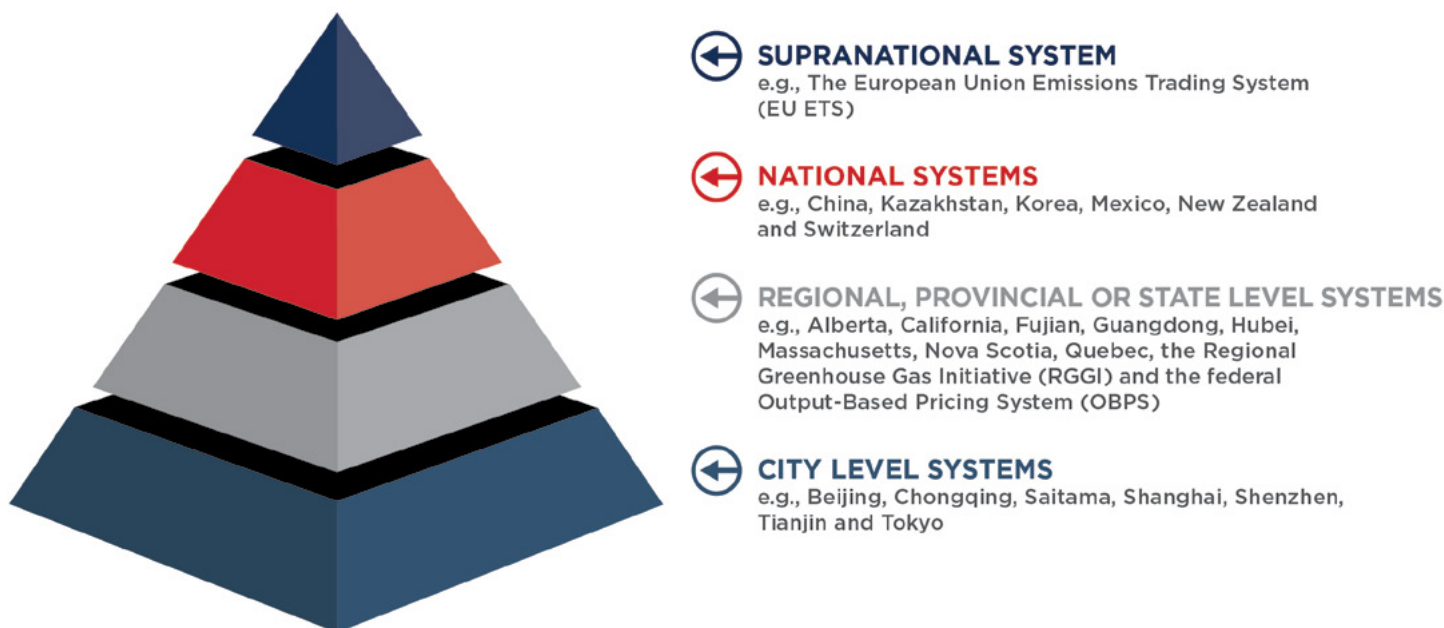 SUPRANATIONAL SYSTEM
e.g., The European Union Emissions Trading System
(EU ETS)
NATIONAL SYSTEMS
e.g., China, Kazakhstan, Korea, Mexico, New Zealand
and Switzerland
REGIONAL, PROVINCIAL OR STATE LEVEL SYSTEMS
e.g., Alberta, California, Fujian, Guangdong, Hubei,
Massachusetts, Nova Scotia, Quebec, the Regional
Greenhouse Gas Initiative (RGGI) and the federal
Output-Based Pricing System (OBPS)
CITY LEVEL SYSTEMS
e.g., Beijing, Chongqing, Saitama, Shanghai, Shenzhen,
Tianjin and Tokyo